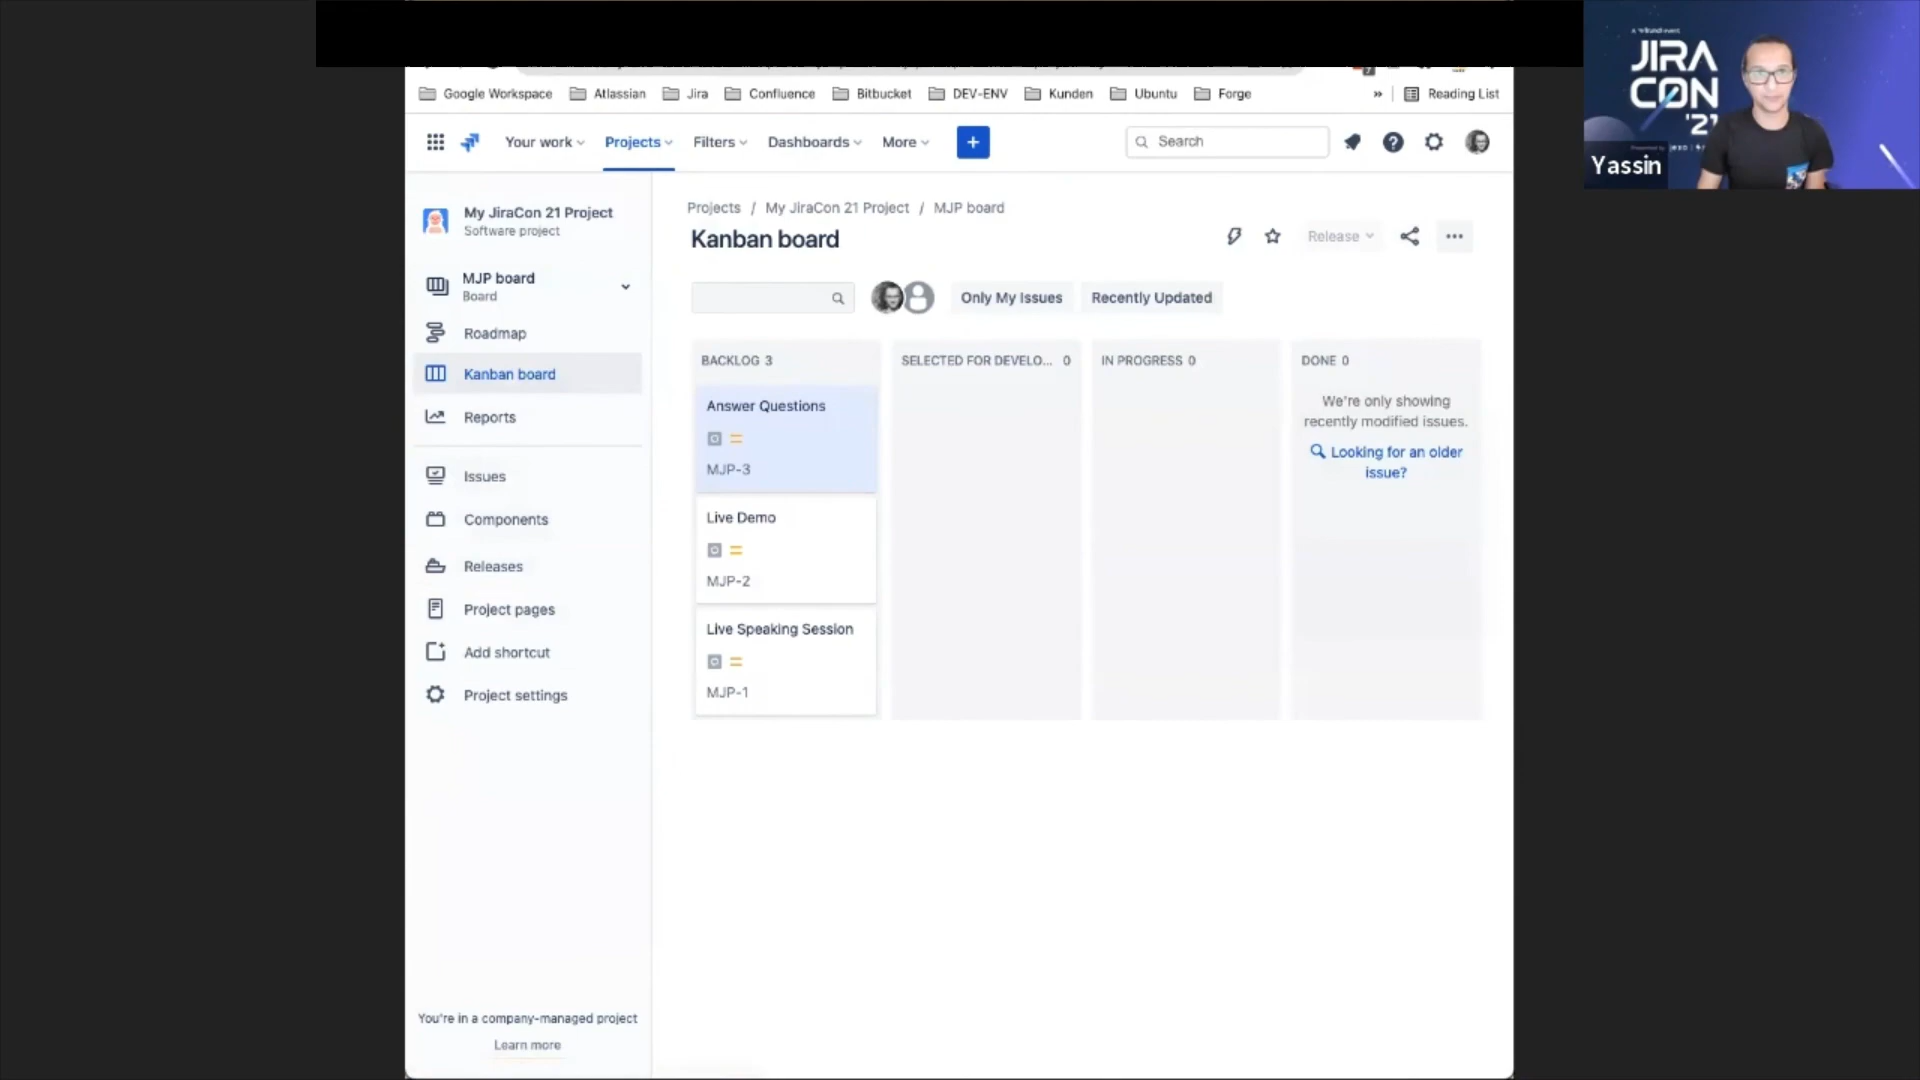 Google Workspace Atlassian Jira Confluence Bitbucket DEV-ENV Kunden Ubuntu Forge » Reading List
Your work Projects Filters Dashboards More + Search
My JiraCon 21 Project
Software project
MJP board
Board
Roadmap
Kanban board
Reports
Issues
Components
Releases
Project pages
Add shortcut
Project settings
You're in a company-managed project
Learn more
Projects / My JiraCon 21 Project / MJP board
Kanban board
Release
Only My Issues Recently Updated
BACKLOG 3
Answer Questions
MJP-3
Live Demo
MJP-2
Live Speaking Session
MJP-1
SELECTED FOR DEVELO... 0
IN PROGRESS 0
DONE 0
We're only showing
recently modified issues.
Looking for an older
issue?
JIRA
CON
'21
Yassin